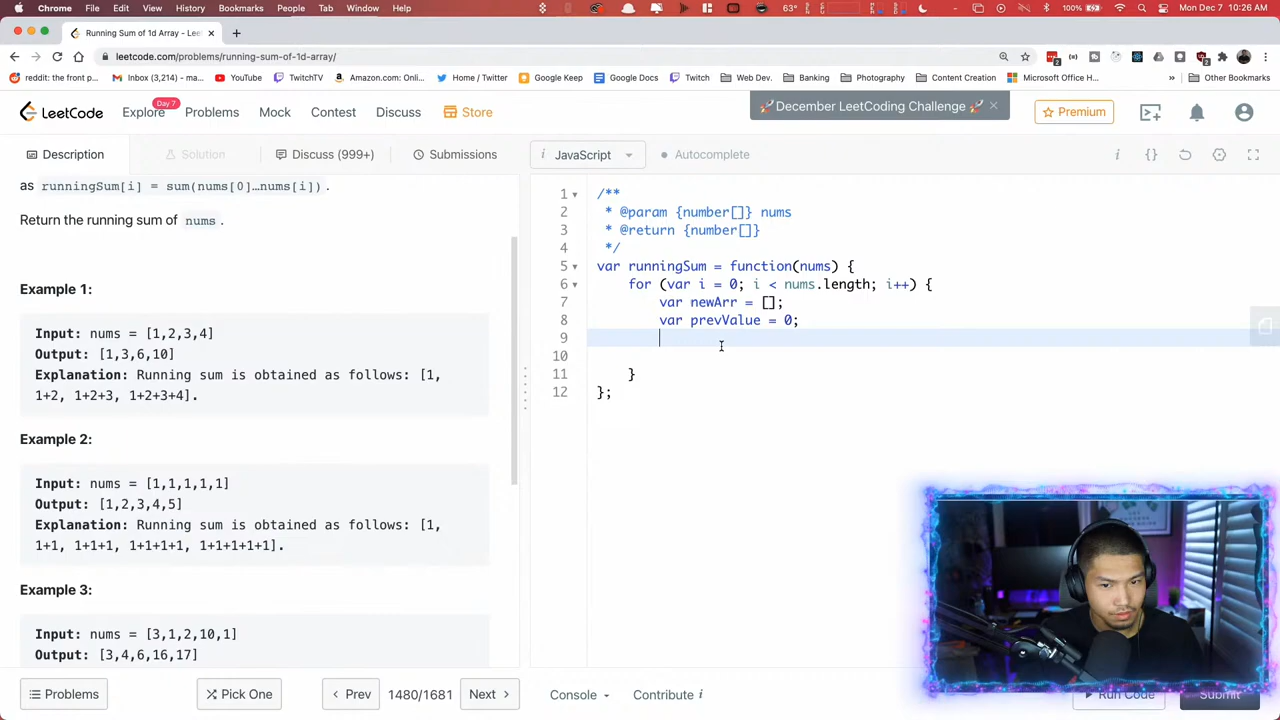 Chrome File Edit View History Bookmarks People Tab Window Help 100% Thu Dec 10 10:26 AM
Running Sum of 1d Array - Lee
leetcode.com/problems/running-sum-of-1d-array/
reddit: the front p... Inbox (3,214) - ma... YouTube TwitchTV Amazon.com: Onli... Home / Twitter Google Keep Google Docs Twitch Web Dev. Banking Photography Content Creation Microsoft Office H... » Other Bookmarks
LeetCode Explore Day 7 Problems Mock Contest Discuss Store 🚀 December LeetCoding Challenge 🚀 × Premium
Description Solution Discuss (999+) Submissions i JavaScript Autocomplete
as runningSum[i] = sum(nums[0]…nums[i]).
Return the running sum of nums.
Example 1:
Input: nums = [1,2,3,4]
Output: [1,3,6,10]
Explanation: Running sum is obtained as follows: [1,
1+2, 1+2+3, 1+2+3+4].
Example 2:
Input: nums = [1,1,1,1,1]
Output: [1,2,3,4,5]
Explanation: Running sum is obtained as follows: [1,
1+1, 1+1+1, 1+1+1+1, 1+1+1+1+1].
Example 3:
Input: nums = [3,1,2,10,1]
Output: [3,4,6,16,17]
1 /**
2 * @param {number[]} nums
3 * @return {number[]}
4 */
5 var runningSum = function(nums) {
6 for (var i = 0; i < nums.length; i++) {
7 var newArr = [];
8 var prevValue = 0;
9
10
11 }
12 };
Problems Pick One Prev 1480/1681 Next Console Contribute i Run Code Submit